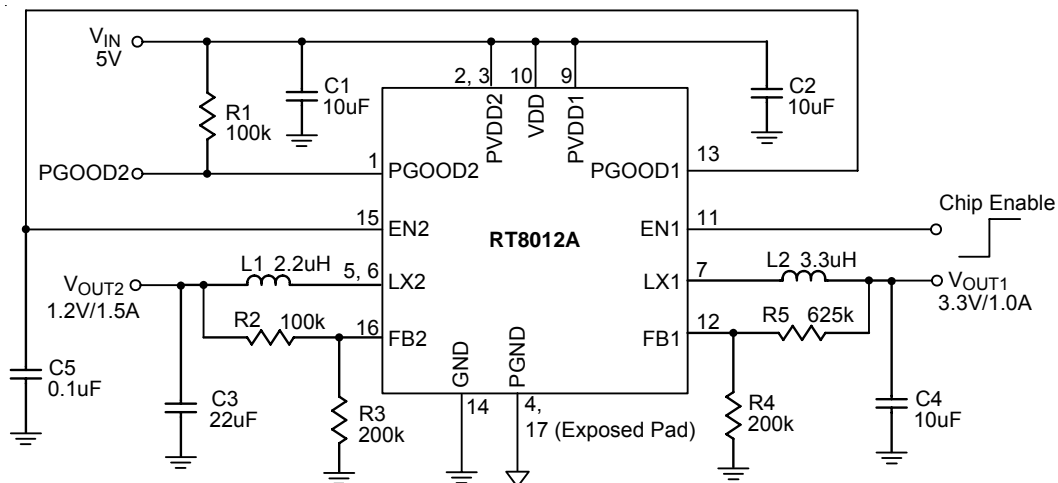 VIN
5V
R1
100k
C1
10uF
2, 3
10
9
C2
10uF
PVDD2
VDD
PVDD1
PGOOD2
1
PGOOD2
PGOOD1
13
Chip Enable
15
EN2
RT8012A
EN1
11
L1 2.2uH
5, 6
LX2
LX1
7
L2 3.3uH
VOUT2
1.2V/1.5A
VOUT1
3.3V/1.0A
R2 100k
16
FB2
FB1
12
R5 625k
C5
0.1uF
C3
22uF
R3
200k
GND
PGND
14
4,
17 (Exposed Pad)
R4
200k
C4
10uF